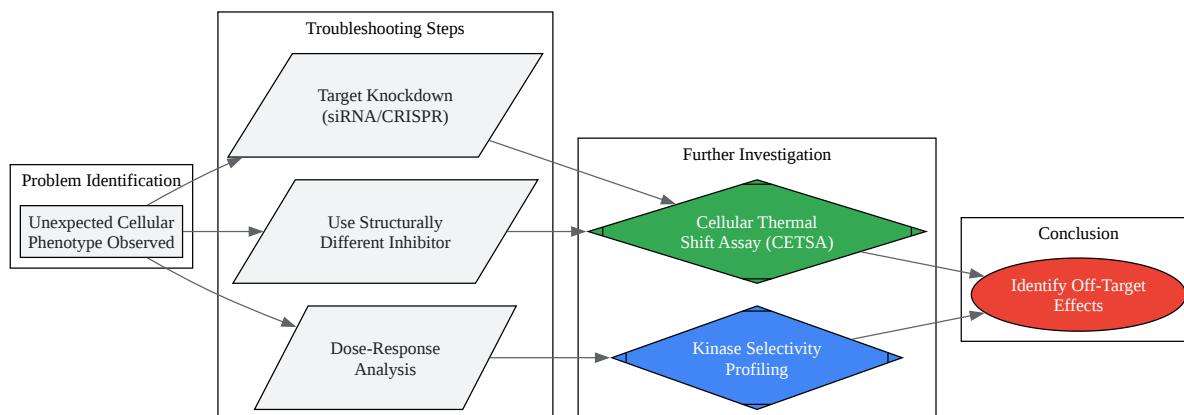 Problem Identification
Unexpected Cellular
Phenotype Observed
Troubleshooting Steps
Target Knockdown
(siRNA/CRISPR)
Use Structurally
Different Inhibitor
Dose-Response
Analysis
Further Investigation
Cellular Thermal
Shift Assay (CETSA)
Kinase Selectivity
Profiling
Conclusion
Identify Off-Target
Effects